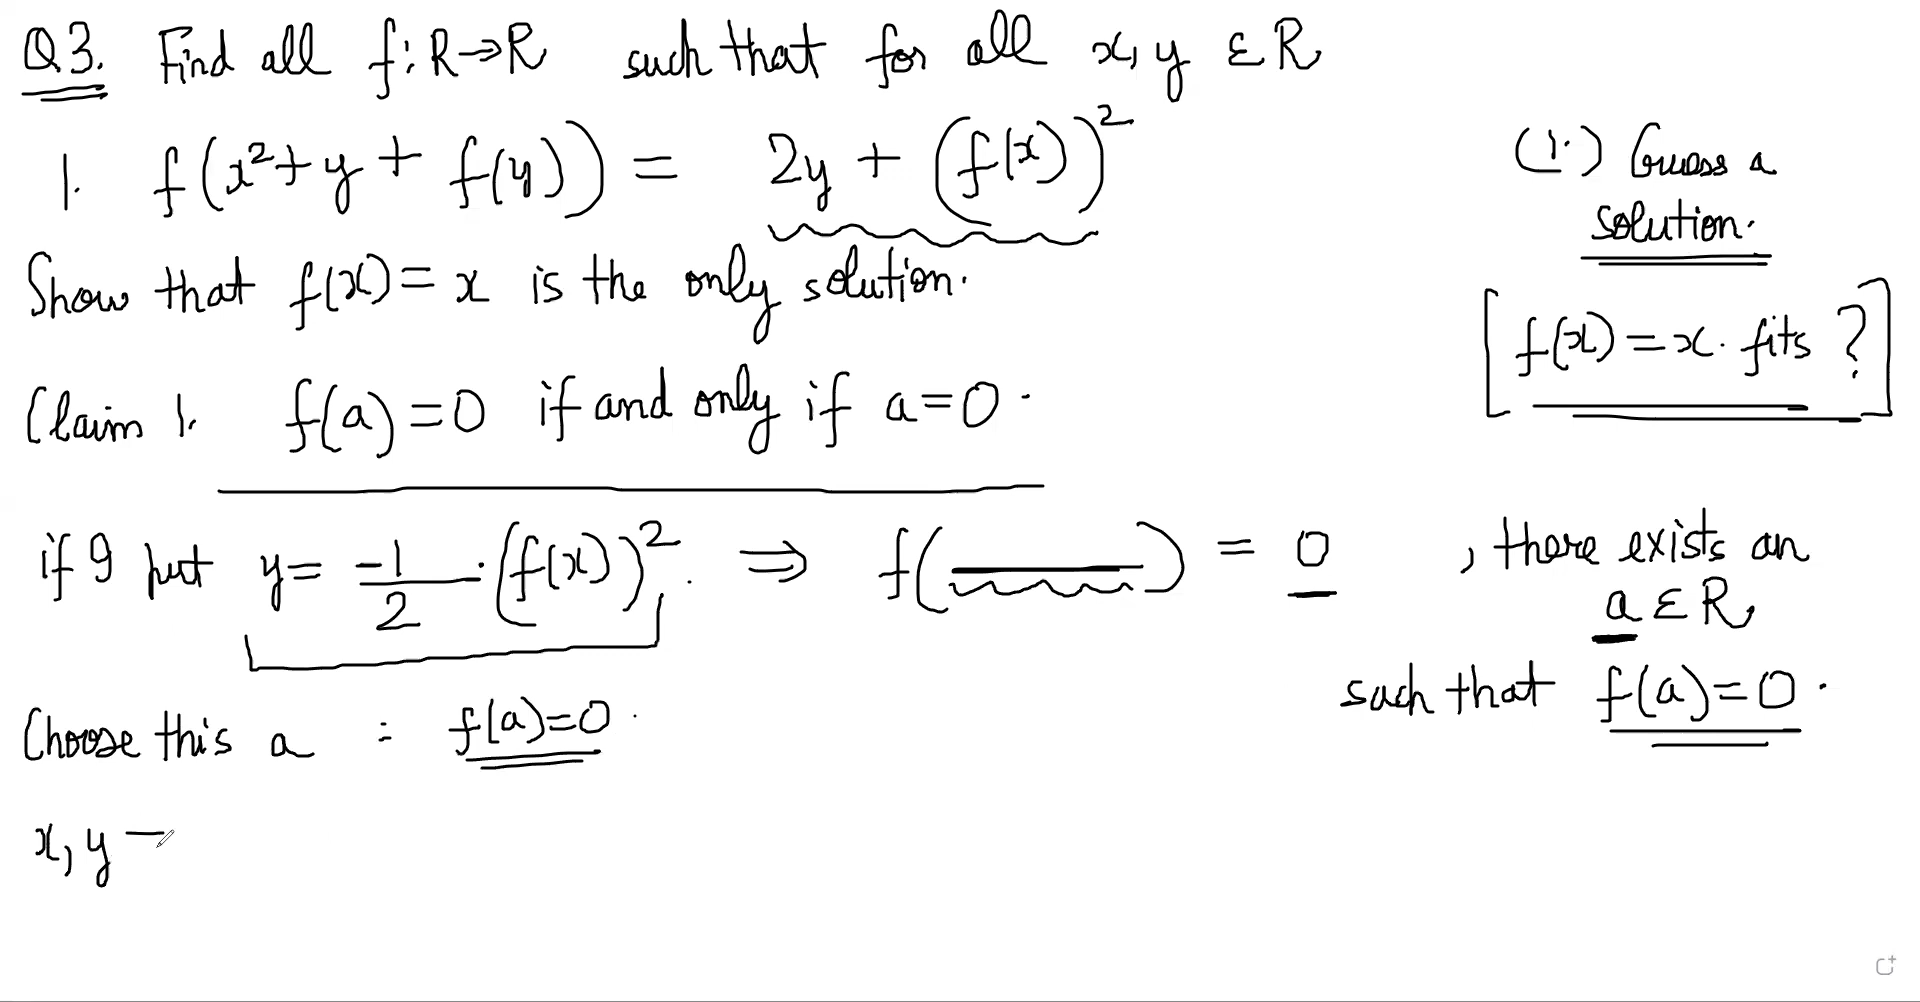 Q3. Find all f: R→R such that for all x, y ε R
1. f(x²+y + f(y)) = 2y + (f(x))²
(1.) Guess a
solution.
Show that f(x) = x is the only solution.
[f(x) = x. fits ?]
Claim 1. f(a) = 0 if and only if a=0.
if I put y = -1/2 · (f(x))². ⇒ f( ) = 0 , there exists an
a ε R
such that f(a) = 0.
Choose this a : f(a)=0.
x, y −